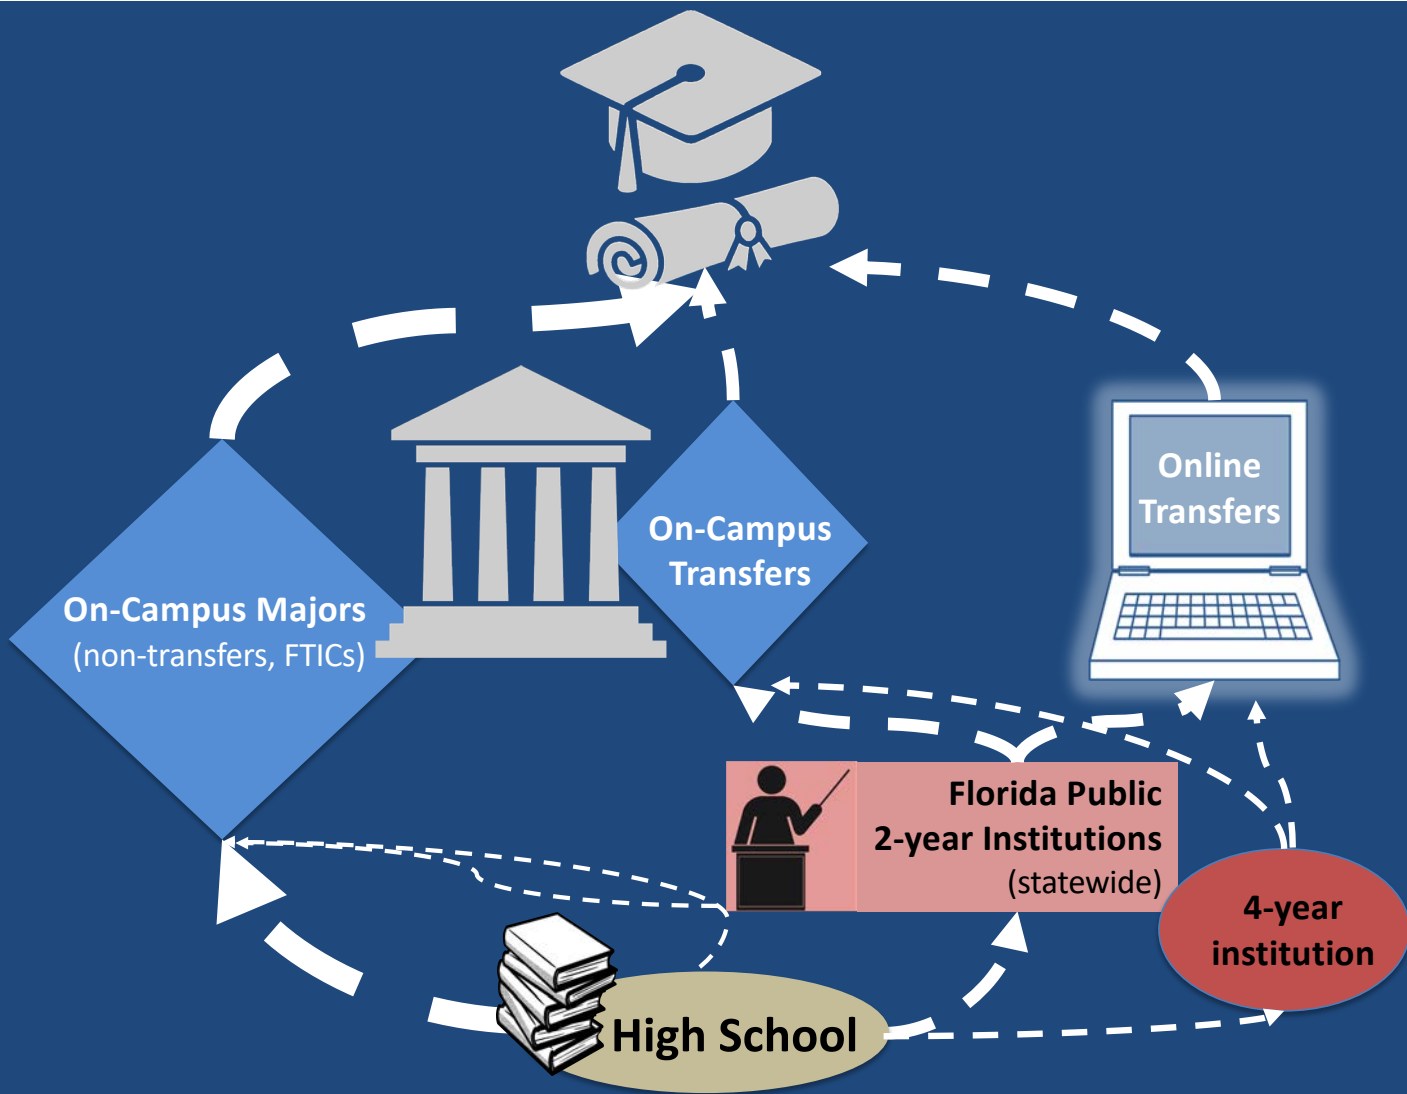 Online
Transfers
On-Campus
Transfers
On-Campus Majors
(non-transfers, FTICs)
Florida Public
2-year Institutions
(statewide)
4-year
institution
High School